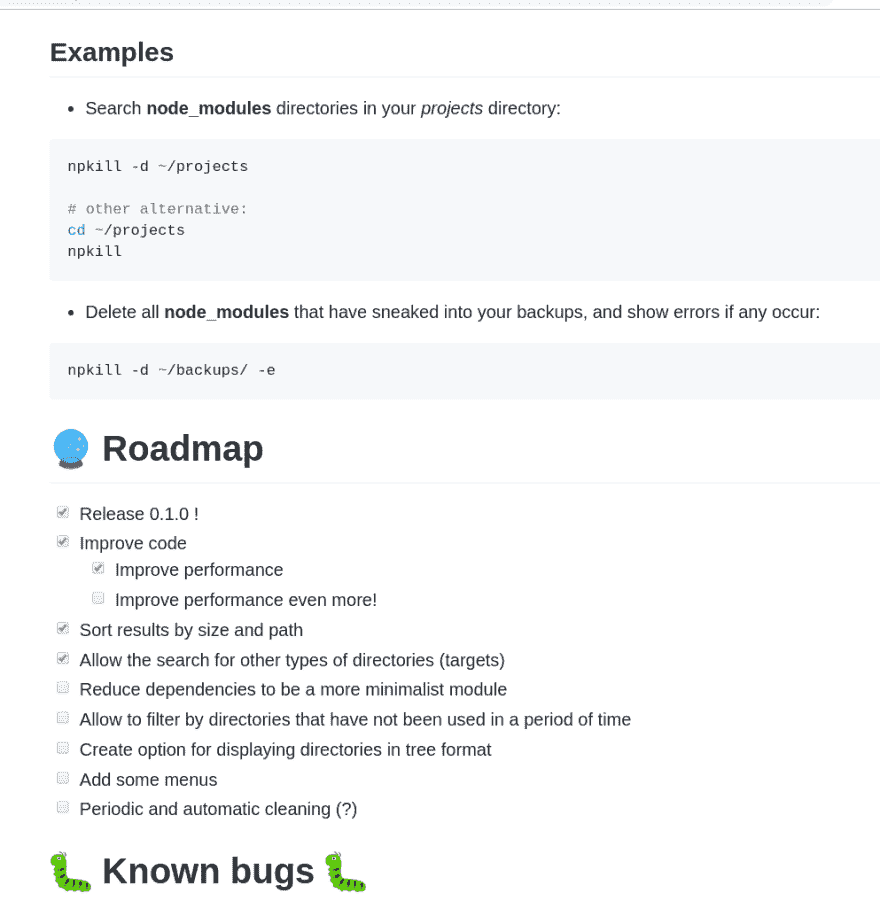 Examples
Search node_modules directories in your projects directory:
npkill -d ~/projects
# other alternative:
cd ~/projects
npkill
Delete all node_modules that have sneaked into your backups, and show errors if any occur:
npkill -d ~/backups/ -e
Roadmap
Release 0.1.0 !
Improve code
Improve performance
Improve performance even more!
Sort results by size and path
Allow the search for other types of directories (targets)
Reduce dependencies to be a more minimalist module
Allow to filter by directories that have not been used in a period of time
Create option for displaying directories in tree format
Add some menus
Periodic and automatic cleaning (?)
Known bugs